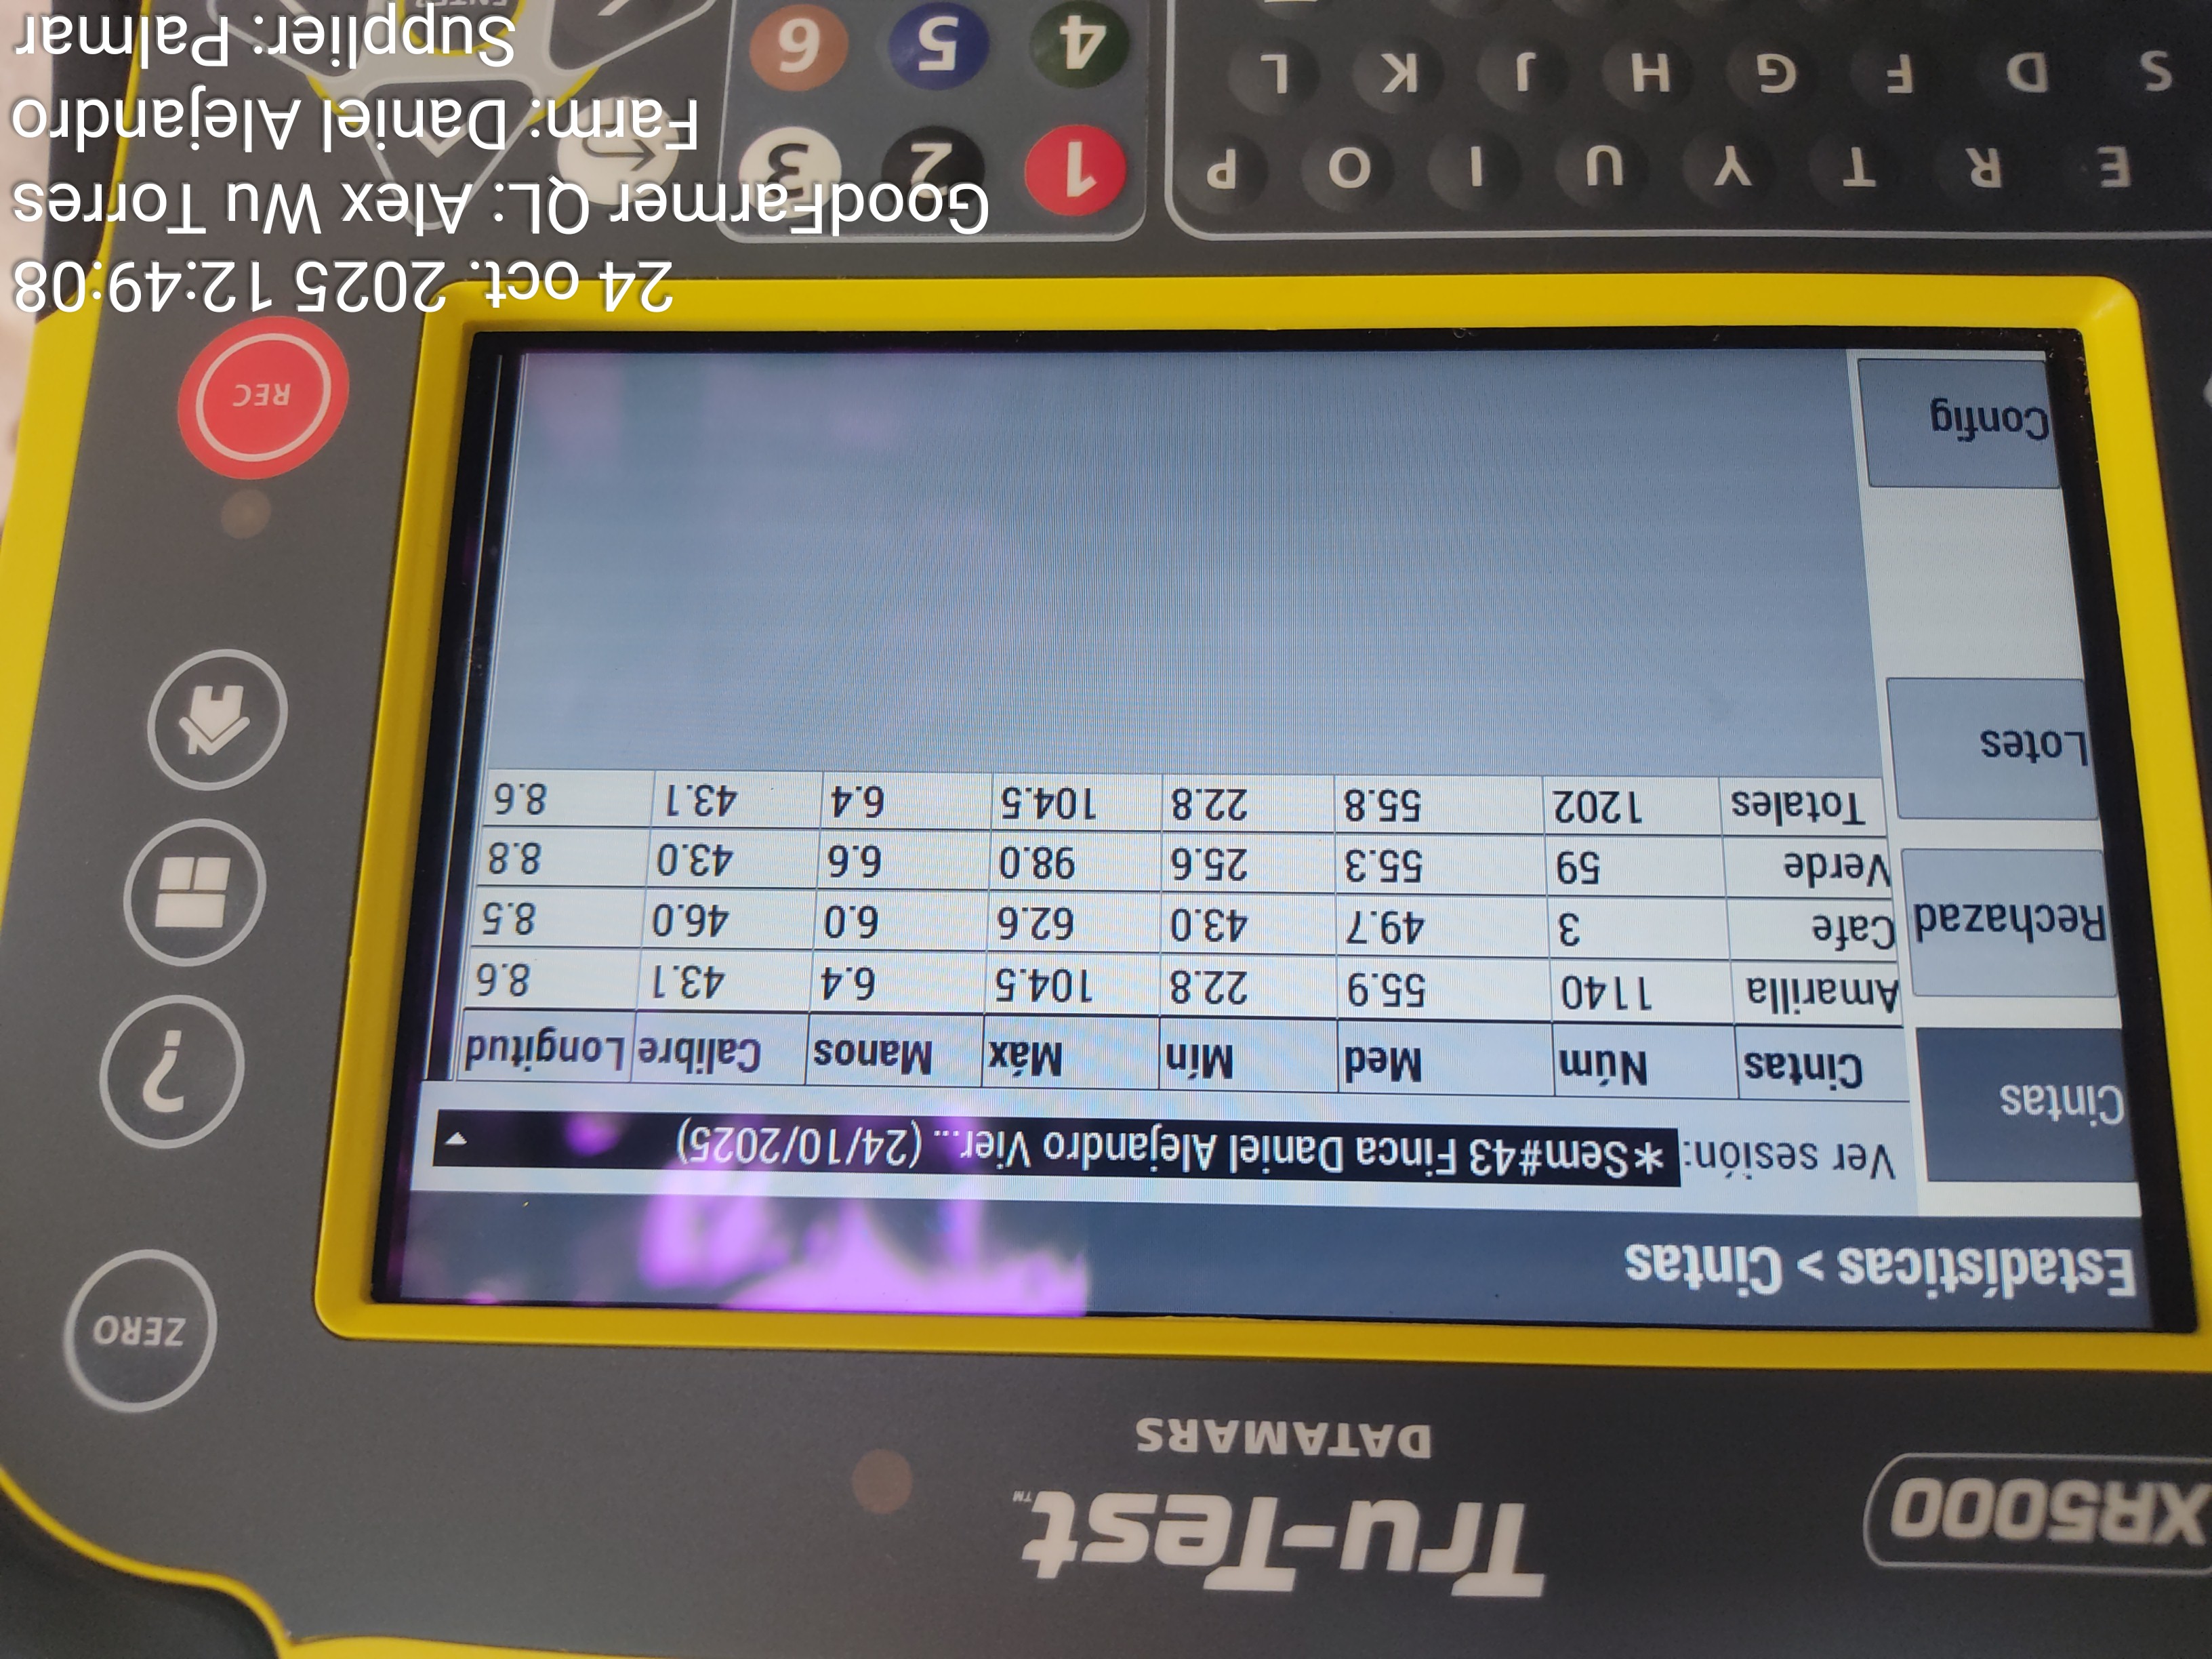 XR5000
Tru-Test™
DATAMARS
ZERO
Estadísticas > Cintas
Ver sesión: *Sem#43 Finca Daniel Alejandro Vier... (24/10/2025)
Cintas
Rechazad
Lotes
Config
Cintas Núm Med Mín Máx Manos Calibre Longitud
Amarilla 1140 55.9 22.8 104.5 6.4 43.1 8.6
Cafe 3 49.7 43.0 62.6 6.0 46.0 8.5
Verde 59 55.3 25.6 98.0 6.6 43.0 8.8
Totales 1202 55.8 22.8 104.5 6.4 43.1 8.6
?
REC
E R T Y U I O P
S D F G H J K L
1 2 3
4 5 6
24 oct. 2025 12:49:08
GoodFarmer QL: Alex Wu Torres
Farm: Daniel Alejandro
Supplier: Palmar